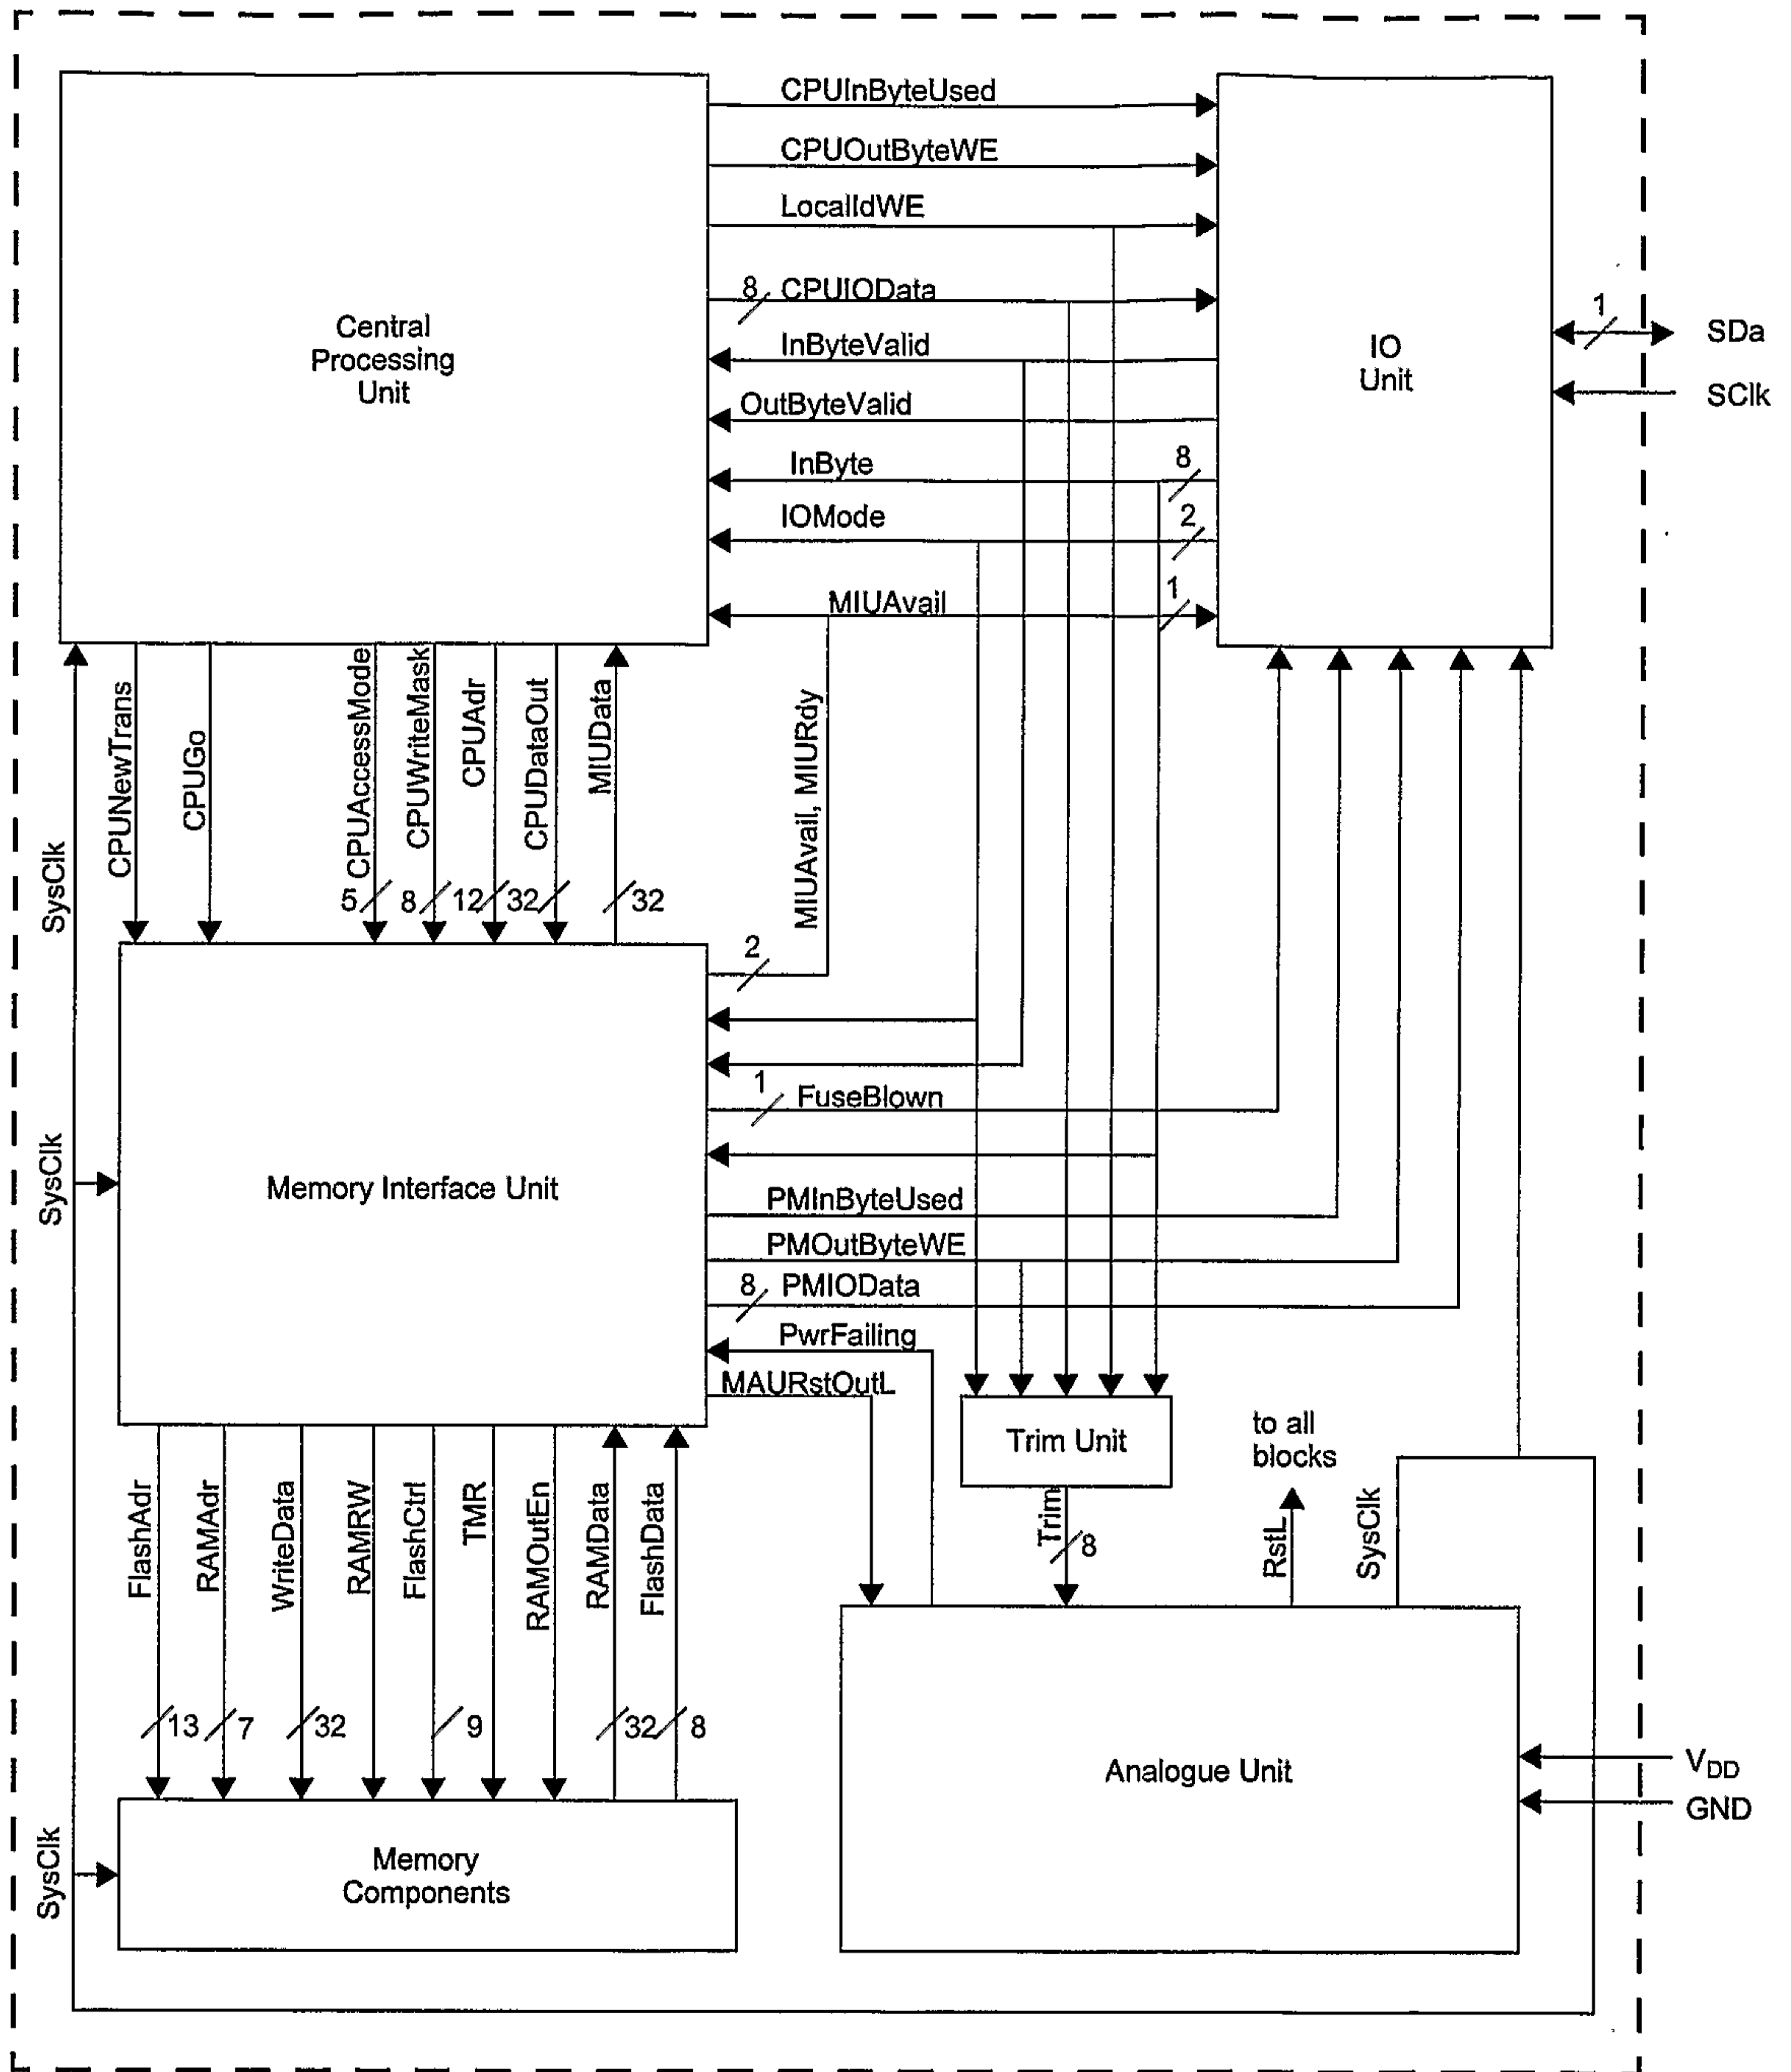 CPUInByteUsed
CPUOutByteWE
LocalIdWE
8 CPUIOData
Central
Processing
Unit
InByteValid
OutByteValid
InByte
8
IOMode
2
MIUAvail
1
IO
Unit
1
SDa
SClk
SysClk
CPUNewTrans
CPUGo
CPUAccessMode
CPUWriteMask
CPUAdr
CPUDataOut
MIUData
5
8
12
32
32
MIUAvail, MIURdy
2
SysClk
Memory Interface Unit
1
FuseBlown
PMInByteUsed
PMOutByteWE
8 PMIOData
PwrFailing
MAURstOutL
Trim Unit
to all
blocks
Trim
8
RstL
SysClk
FlashAdr
RAMAdr
WriteData
RAMRW
FlashCtrl
TMR
RAMOutEn
RAMData
FlashData
13
7
32
9
32
8
Analogue Unit
VDD
GND
SysClk
Memory
Components